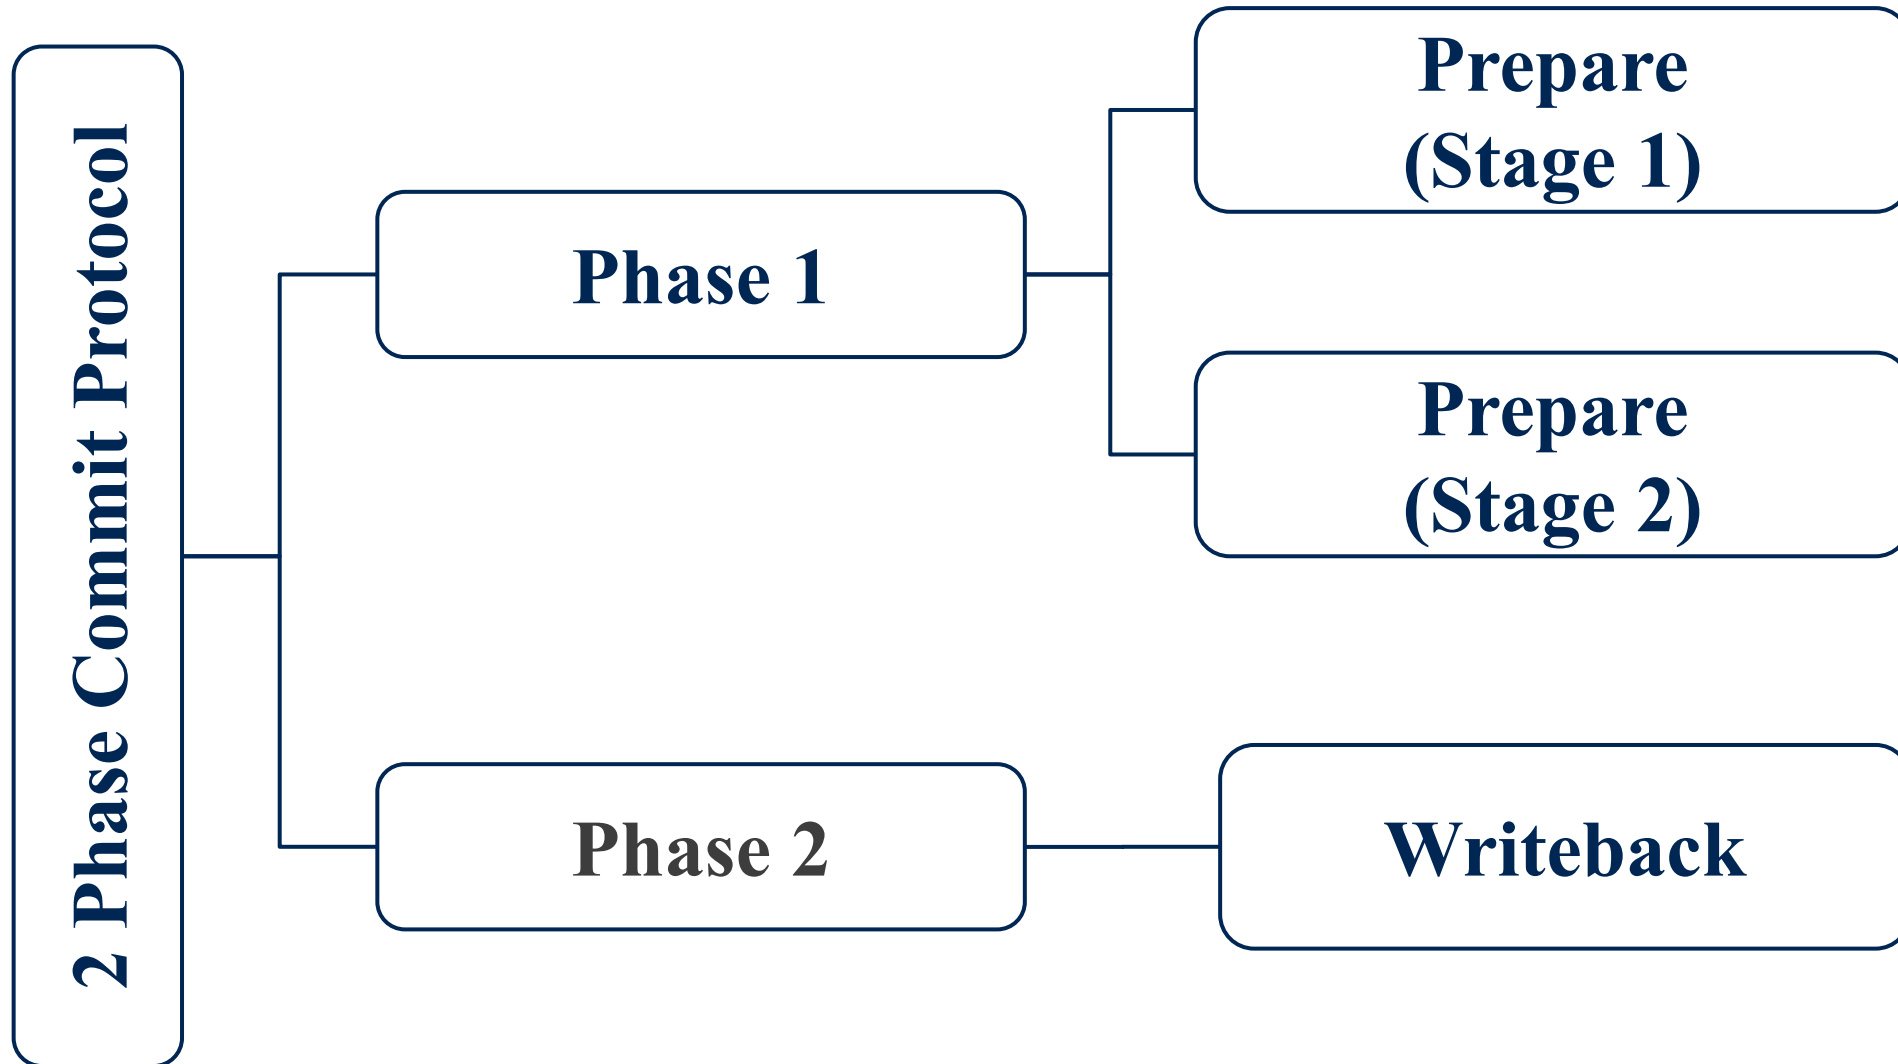 2 Phase Commit Protocol
Phase 1
Prepare
(Stage 1)
Prepare
(Stage 2)
Phase 2
Writeback